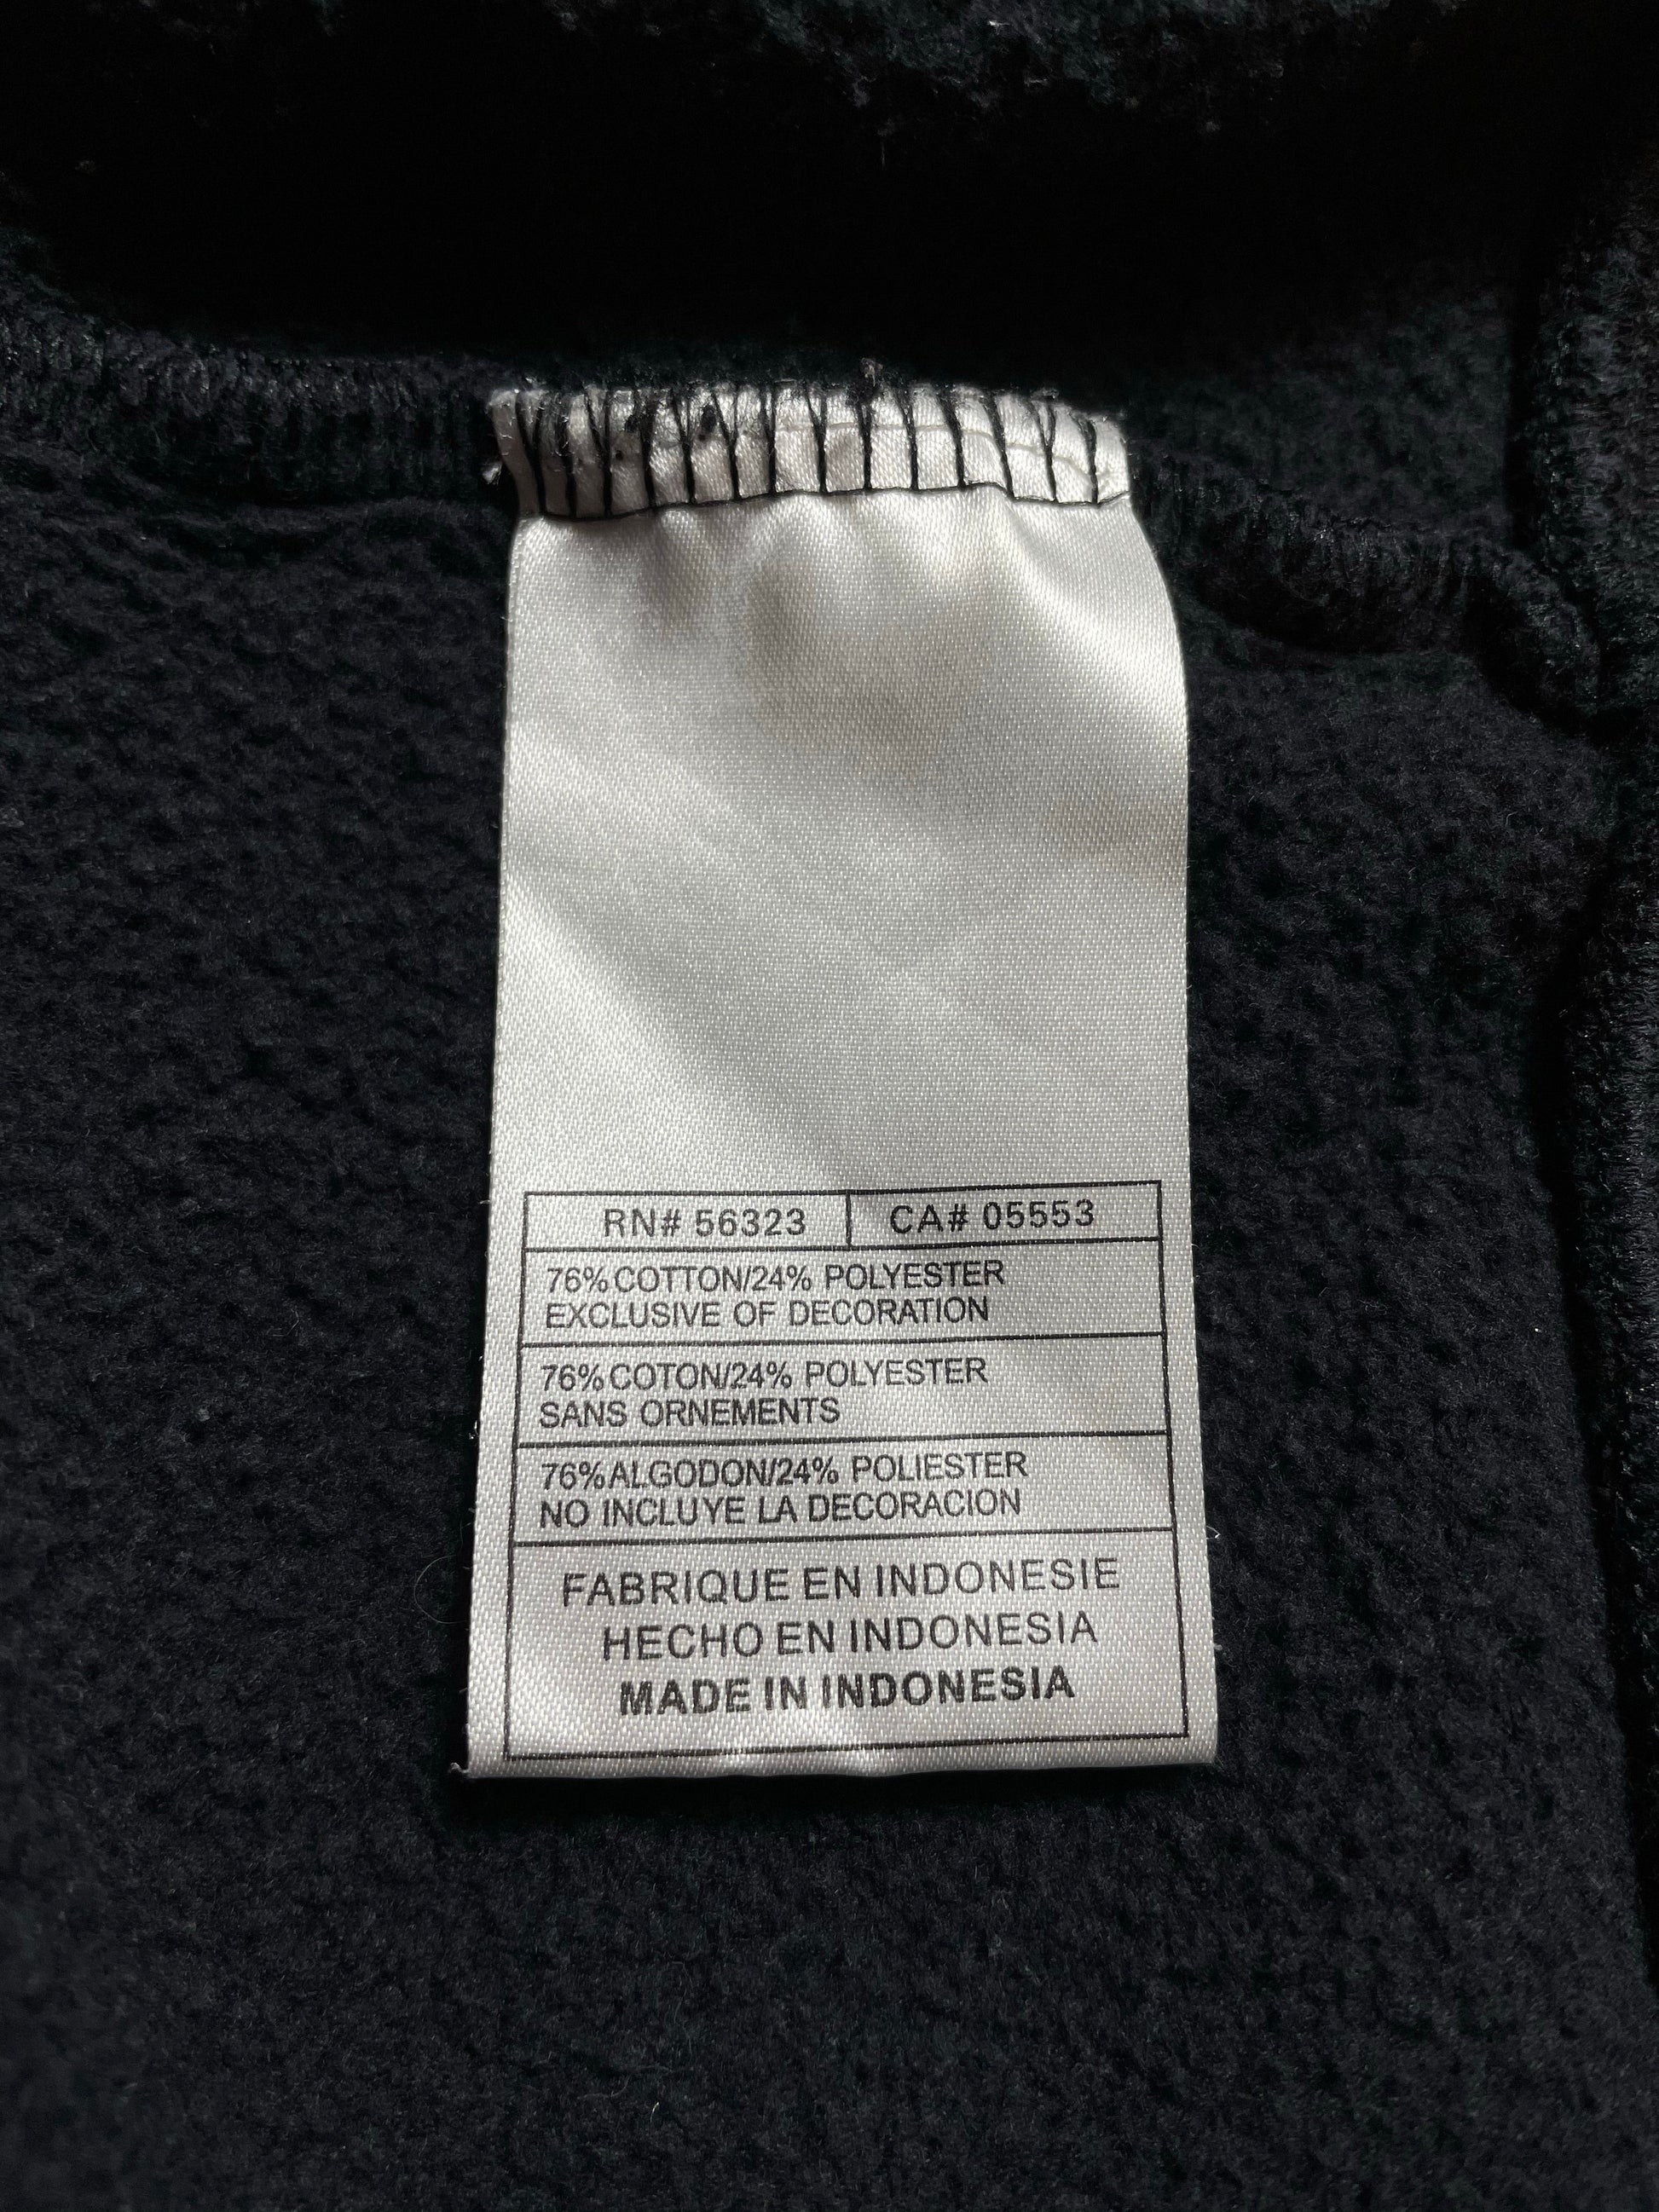 RN# 56323 CA# 05553
76% COTTON/24% POLYESTER
EXCLUSIVE OF DECORATION
76% COTON/24% POLYESTER
SANS ORNEMENTS
76% ALGODON/24% POLIESTER
NO INCLUYE LA DECORACION
FABRIQUE EN INDONESIE
HECHO EN INDONESIA
MADE IN INDONESIA